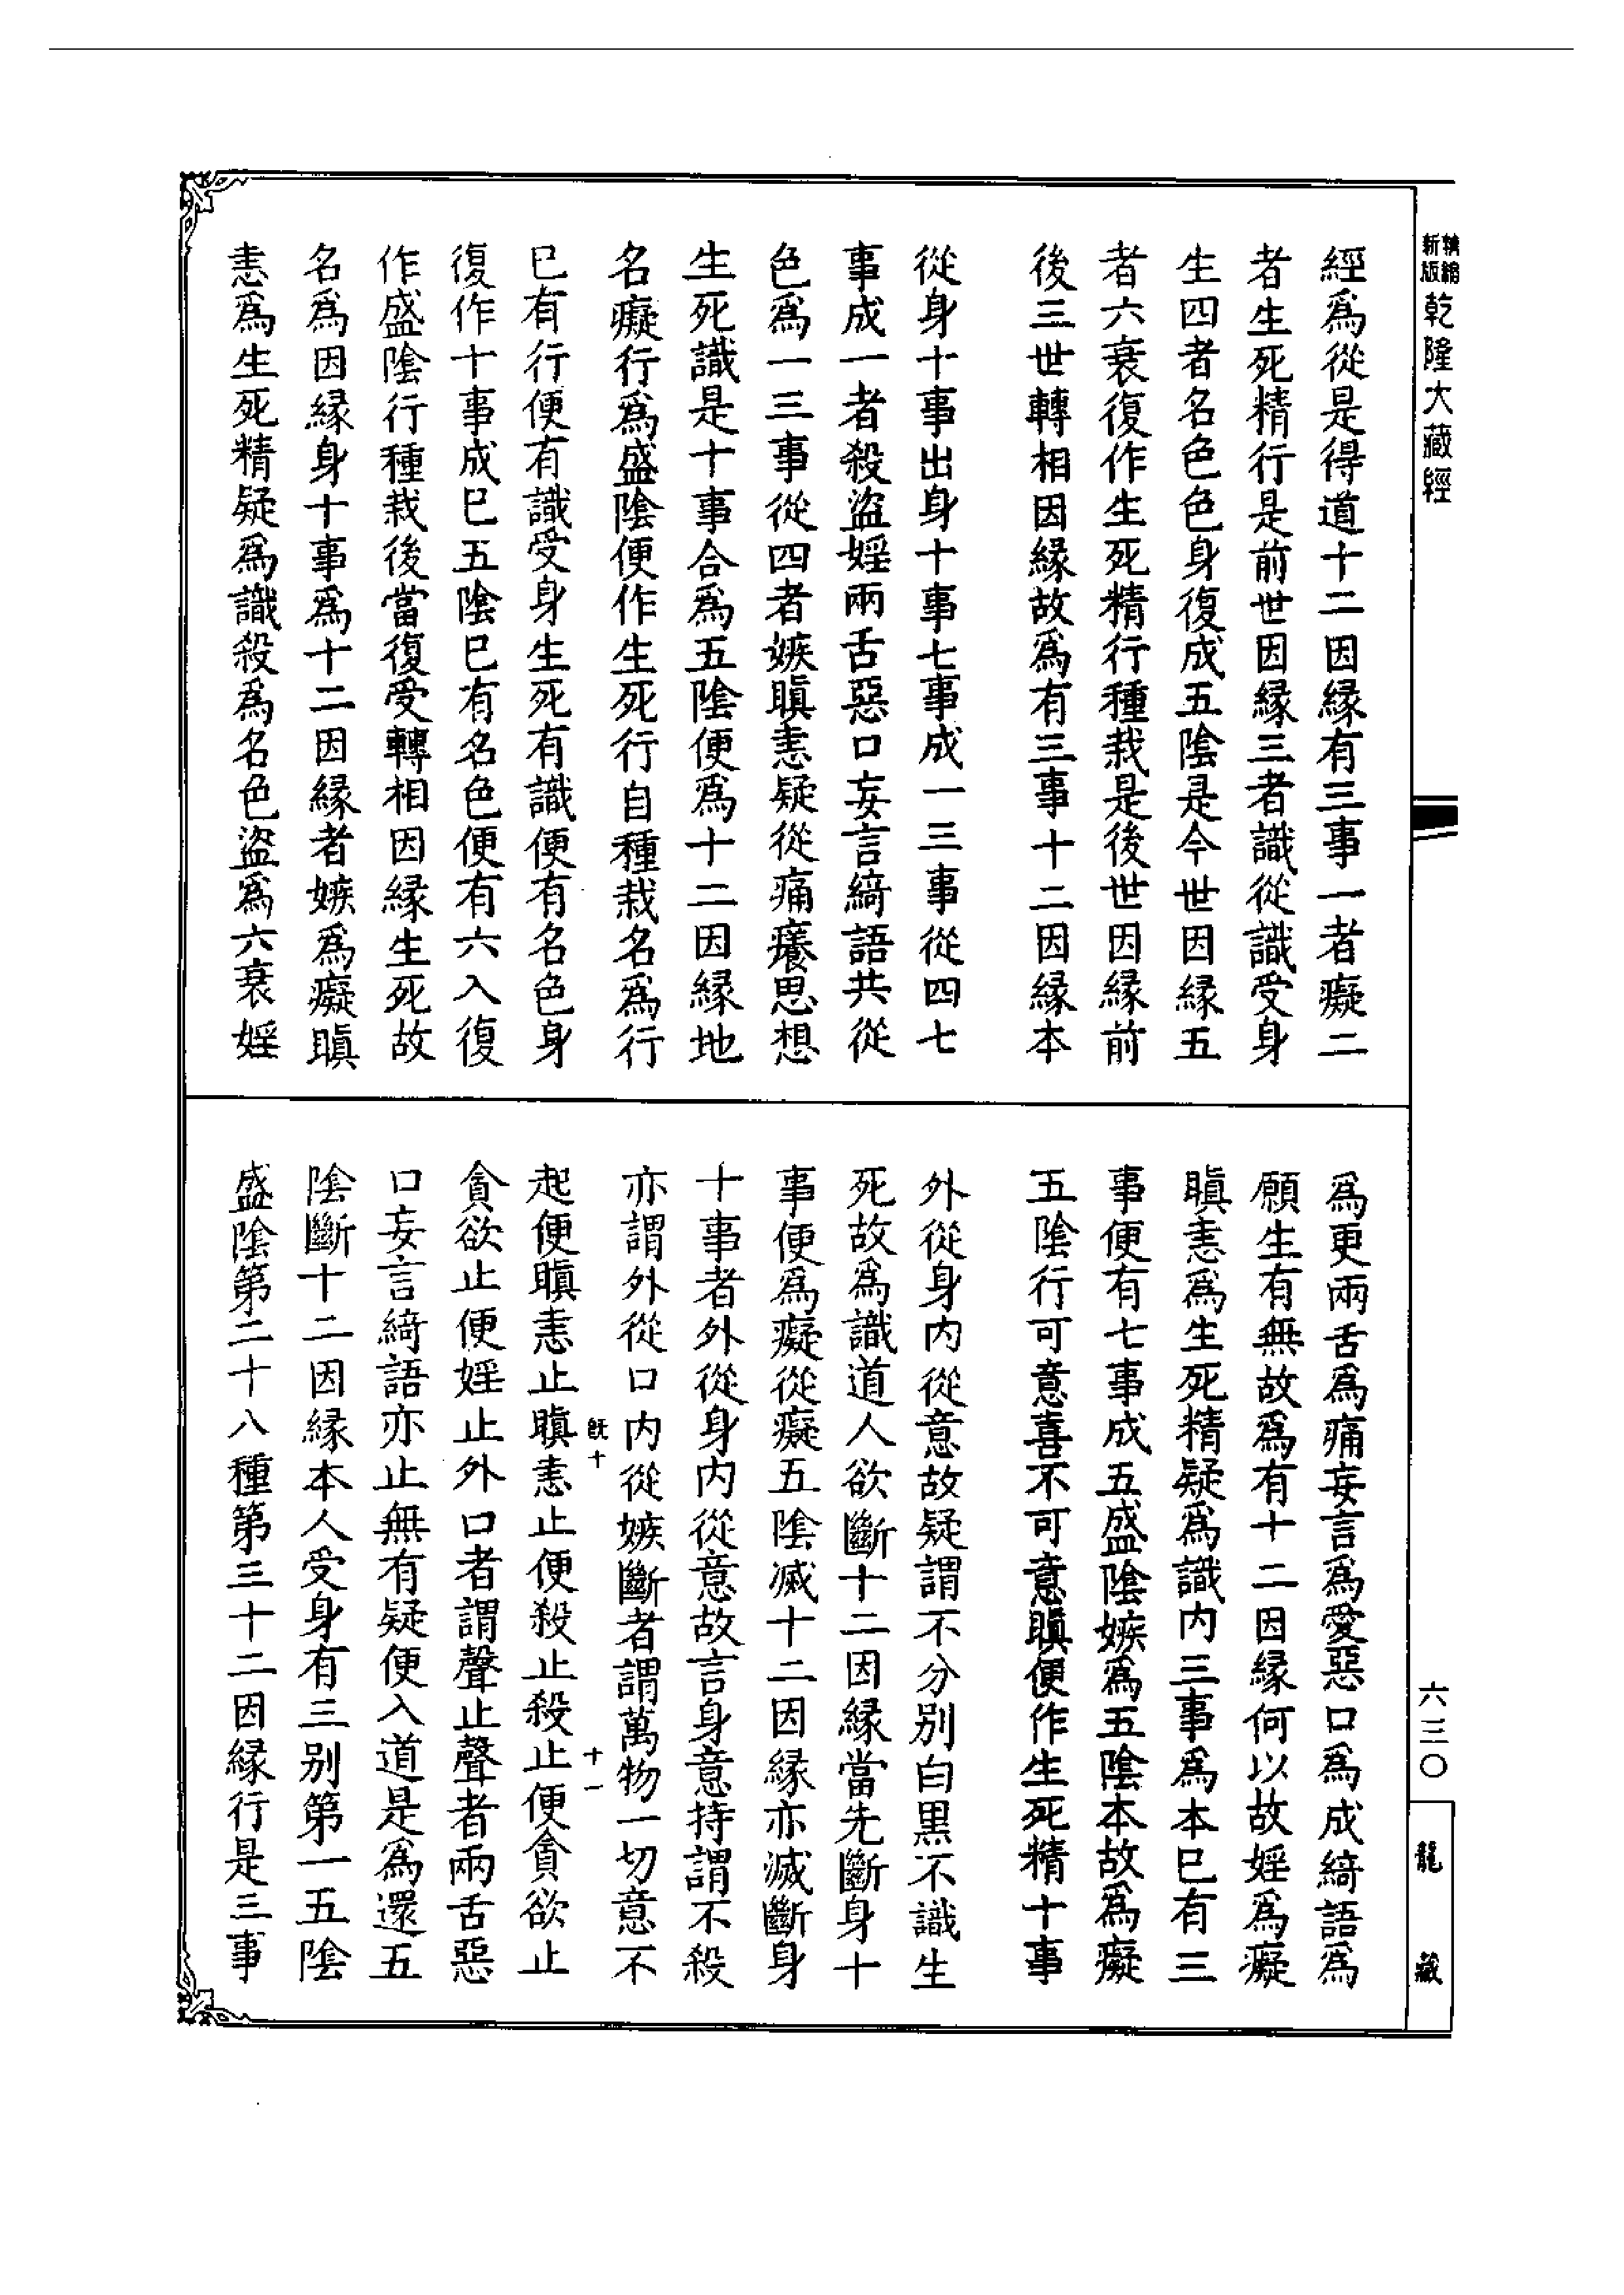 新版
乾隆大藏經
經爲從是得道十二因緣有三事一者癡二
者生死精行是前世因緣三者識從識受身
生四者名色色身復成五陰是今世因緣五
者六衰復作生死精行種栽是後世因緣前
後三世轉相因緣故爲有三事十二因緣本
從身十事出身十事七事成一三事從四七
事成一者殺盜婬兩舌惡口妄言綺語共從
色爲一三事從四者嫉瞋恚疑從痛癢思想
生死識是十事合爲五陰便爲十二因緣地
名癡行爲盛陰便作生死行自種栽名爲行
已有行便有識受身生死有識便有名色身
復作十事成已五陰已有名色便有六入復
作盛陰行種栽後當復受轉相因緣生死故
名爲因緣身十事爲十二因緣者嫉爲癡瞋
恚爲生死精疑爲識殺爲名色盜爲六衰婬
爲更兩舌爲痛妄言爲愛惡口爲成綺語爲
願生有無故爲有十二因緣何以故婬爲癡
瞋恚爲生死精疑爲識内三事爲本已有三
事便有七事成五盛陰嫉爲五陰本故爲癡
五陰行可意喜不可意瞋便作生死精十事
外從身内從意故疑謂不分別白黑不識生
死故爲識道人欲斷十二因緣當先斷身十
事便爲癡從癡五陰滅十二因緣亦滅斷身
十事者外從身内從意故言身意持謂不殺
亦謂外從口内從嫉斷者謂萬物一切意不
起便瞋恚止瞋恚止便殺止殺止便貪欲止
貪欲止便婬止外口者謂聲止聲者兩舌惡
口妄言綺語亦止無有疑便入道是爲還五
陰斷十二因緣本人受身有三別第一五陰
盛陰第二十八種第三十二因緣行是三事
十
十一
六三〇
龍藏